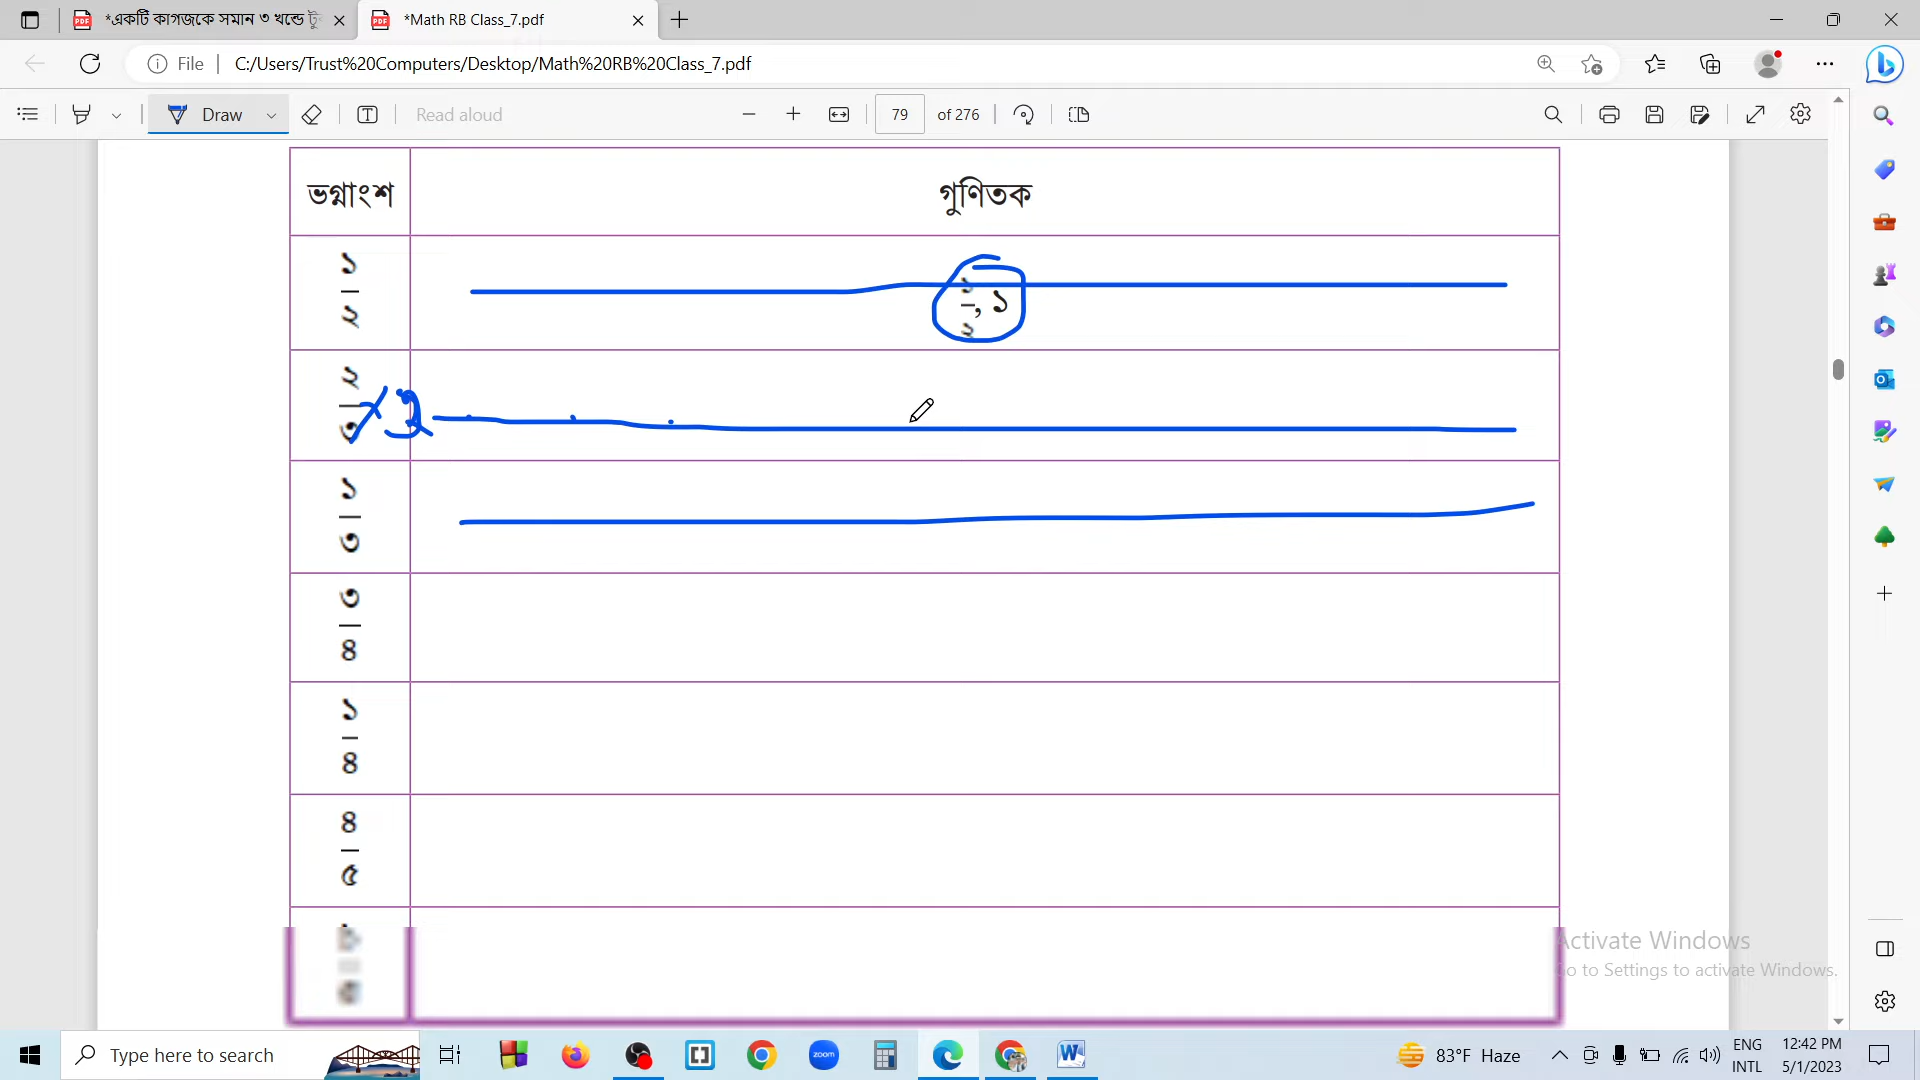 *একটি কাগজকে সমান ৩ খন্ডে টু
*Math RB Class_7.pdf
File
C:/Users/Trust%20Computers/Desktop/Math%20RB%20Class_7.pdf
Draw
Read aloud
79 of 276
ভগ্নাংশ
গুণিতক
১
২
১
২
, ১
২
৩
১
৩
৩
৪
১
৪
৪
৫
Activate Windows
Go to Settings to activate Windows.
Type here to search
zoom
83°F Haze
ENG
INTL
12:42 PM
5/1/2023